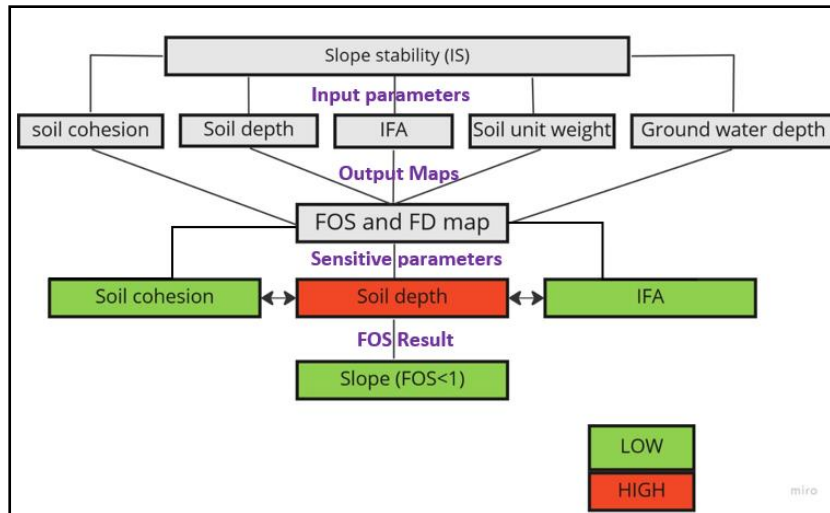 Slope stability (IS)
Input parameters
soil cohesion
Soil depth
IFA
Soil unit weight
Ground water depth
Output Maps
FOS and FD map
Sensitive parameters
Soil cohesion
Soil depth
IFA
FOS Result
Slope (FOS<1)
LOW
HIGH
miro